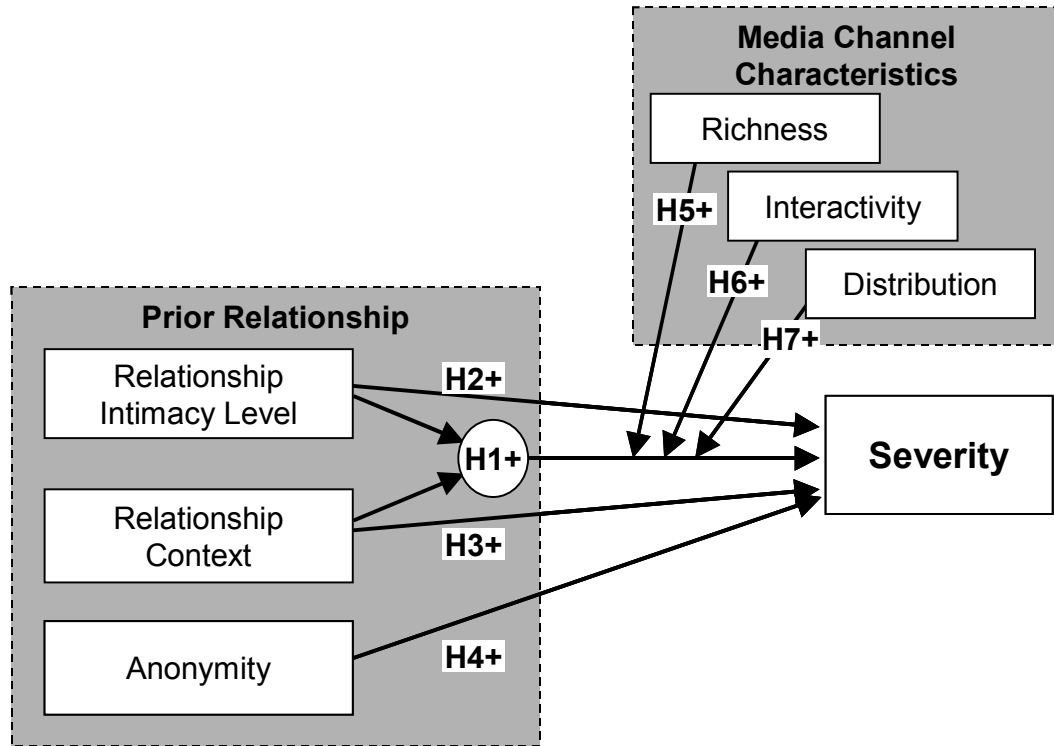 Media Channel
Characteristics
Richness
H5+
Interactivity
H6+
Distribution
H7+
Prior Relationship
Relationship
Intimacy Level
H2+
H1+
Severity
Relationship
Context
H3+
Anonymity
H4+